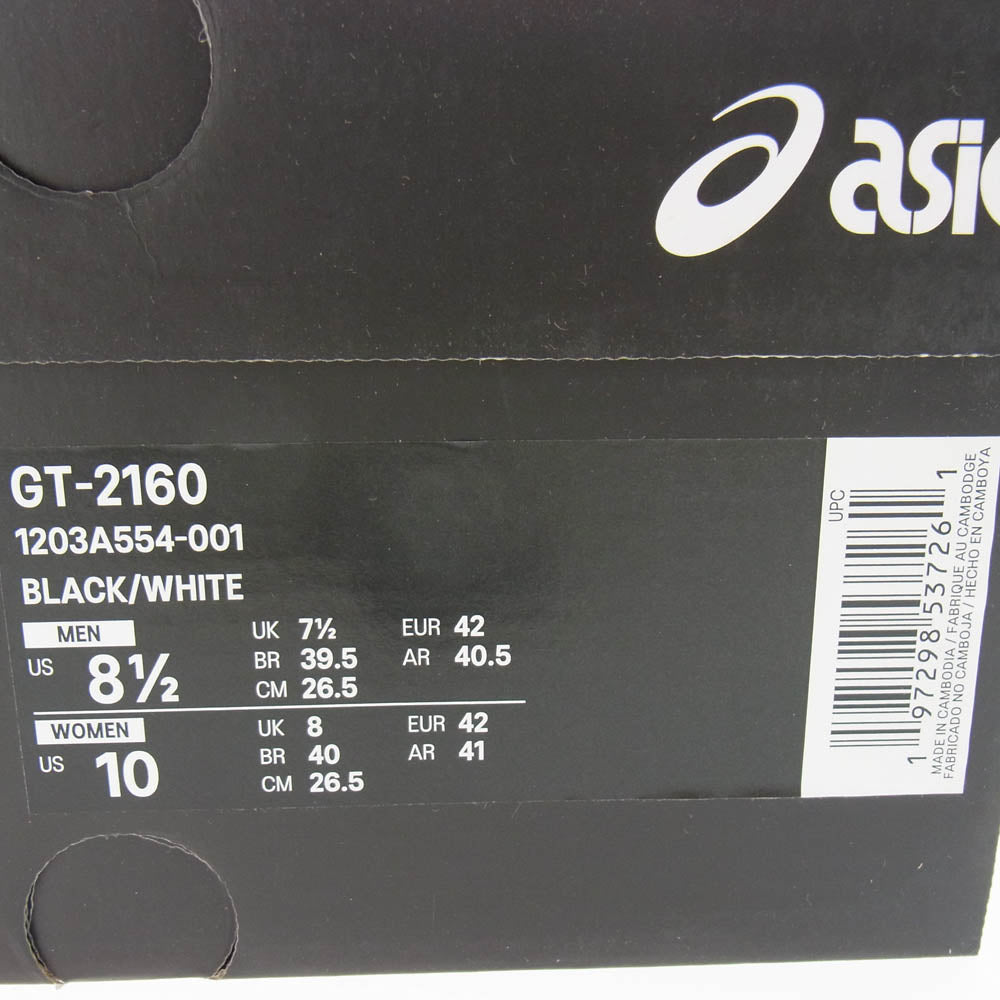 asic
GT-2160
1203A554-001
BLACK/WHITE
MEN
US 8½
UK 7½ EUR 42
BR 39.5 AR 40.5
CM 26.5
WOMEN
US 10
UK 8 EUR 42
BR 40 AR 41
CM 26.5
UPC
1 97298 53726 1
MADE IN CAMBODIA / FABRIQUE AU CAMBODGE
FABRICADO NO CAMBOJA / HECHO EN CAMBOYA